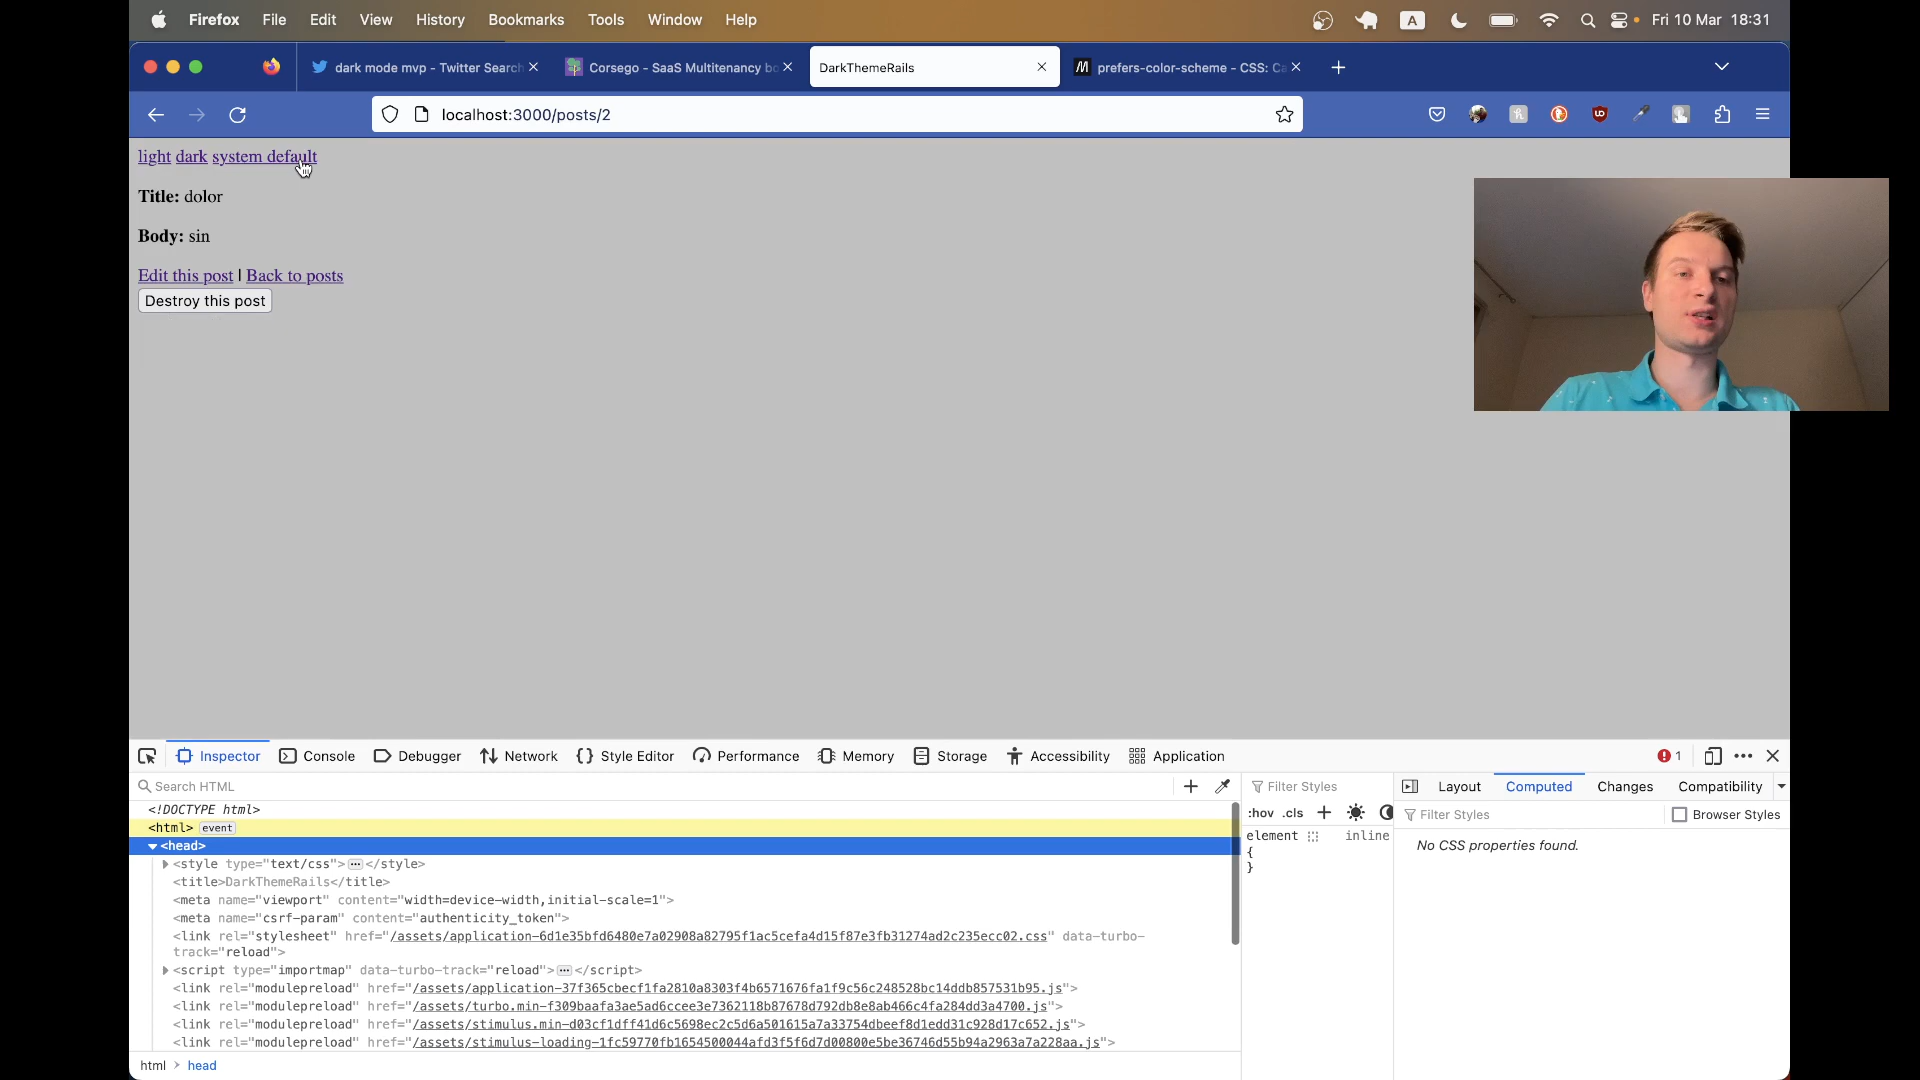 Firefox File Edit View History Bookmarks Tools Window Help
A
Fri 10 Mar 18:31
dark mode mvp - Twitter Search
Corsego - SaaS Multitenancy bo
DarkThemeRails
prefers-color-scheme - CSS: Ca
localhost:3000/posts/2
light dark system default
Title: dolor
Body: sin
Edit this post | Back to posts
Destroy this post
Inspector Console Debugger Network Style Editor Performance Memory Storage Accessibility Application
1
Search HTML
<!DOCTYPE html>
<html> event
<head>
<style type="text/css"> ••• </style>
<title>DarkThemeRails</title>
<meta name="viewport" content="width=device-width,initial-scale=1">
<meta name="csrf-param" content="authenticity_token">
<link rel="stylesheet" href="/assets/application-6d1e35bfd6480e7a02908a82795f1ac5cefa4d15f87e3fb31274ad2c235ecc02.css" data-turbo-
track="reload">
<script type="importmap" data-turbo-track="reload"> ••• </script>
<link rel="modulepreload" href="/assets/application-37f365cbecf1fa2810a8303f4b6571676fa1f9c56c248528bc14ddb857531b95.js">
<link rel="modulepreload" href="/assets/turbo.min-f309baafa3ae5ad6ccee3e7362118b87678d792db8e8ab466c4fa284dd3a4700.js">
<link rel="modulepreload" href="/assets/stimulus.min-d03cf1dff41d6c5698ec2c5d6a501615a7a33754dbeef8d1edd31c928d17c652.js">
<link rel="modulepreload" href="/assets/stimulus-loading-1fc59770fb1654500044afd3f5f6d7d00800e5be36746d55b94a2963a7a228aa.js">
html > head
Filter Styles
:hov .cls +
element inline
{
}
Layout Computed Changes Compatibility
Filter Styles
Browser Styles
No CSS properties found.